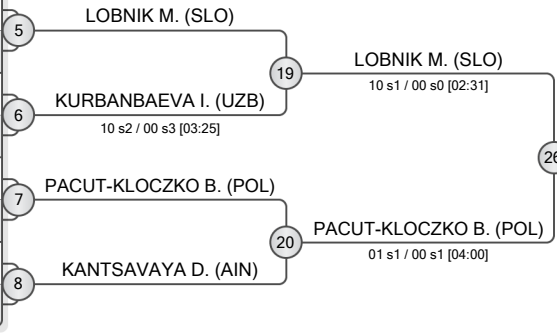 LOBNIK M. (SLO)
5
19
LOBNIK M. (SLO)
10 s1 / 00 s0 [02:31]
KURBANBAEVA I. (UZB)
6
10 s2 / 00 s3 [03:25]
26
PACUT-KLOCZKO B. (POL)
7
20
PACUT-KLOCZKO B. (POL)
01 s1 / 00 s1 [04:00]
KANTSAVAYA D. (AIN)
8